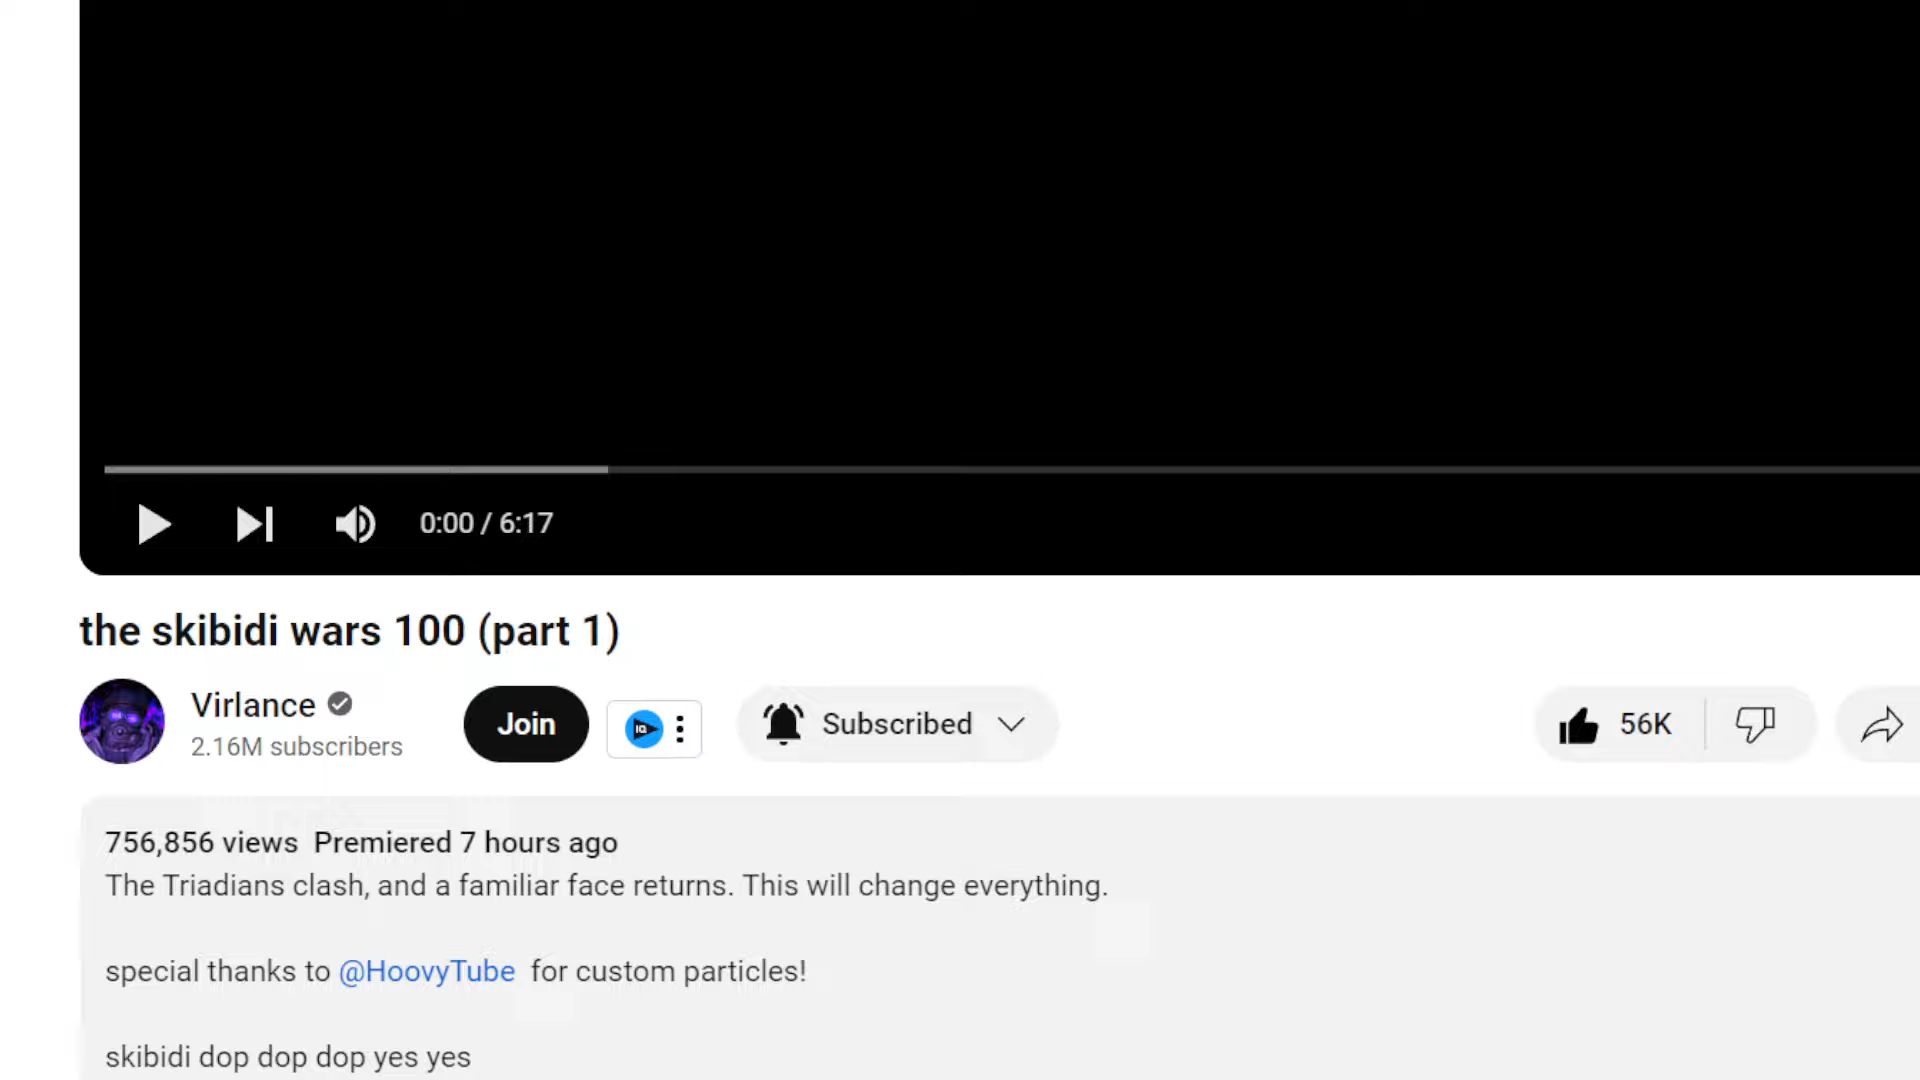 0:00 / 6:17
the skibidi wars 100 (part 1)
Virlance
2.16M subscribers
Join
IQ
Subscribed
56K
756,856 views Premiered 7 hours ago
The Triadians clash, and a familiar face returns. This will change everything.
special thanks to @HoovyTube for custom particles!
skibidi dop dop dop yes yes